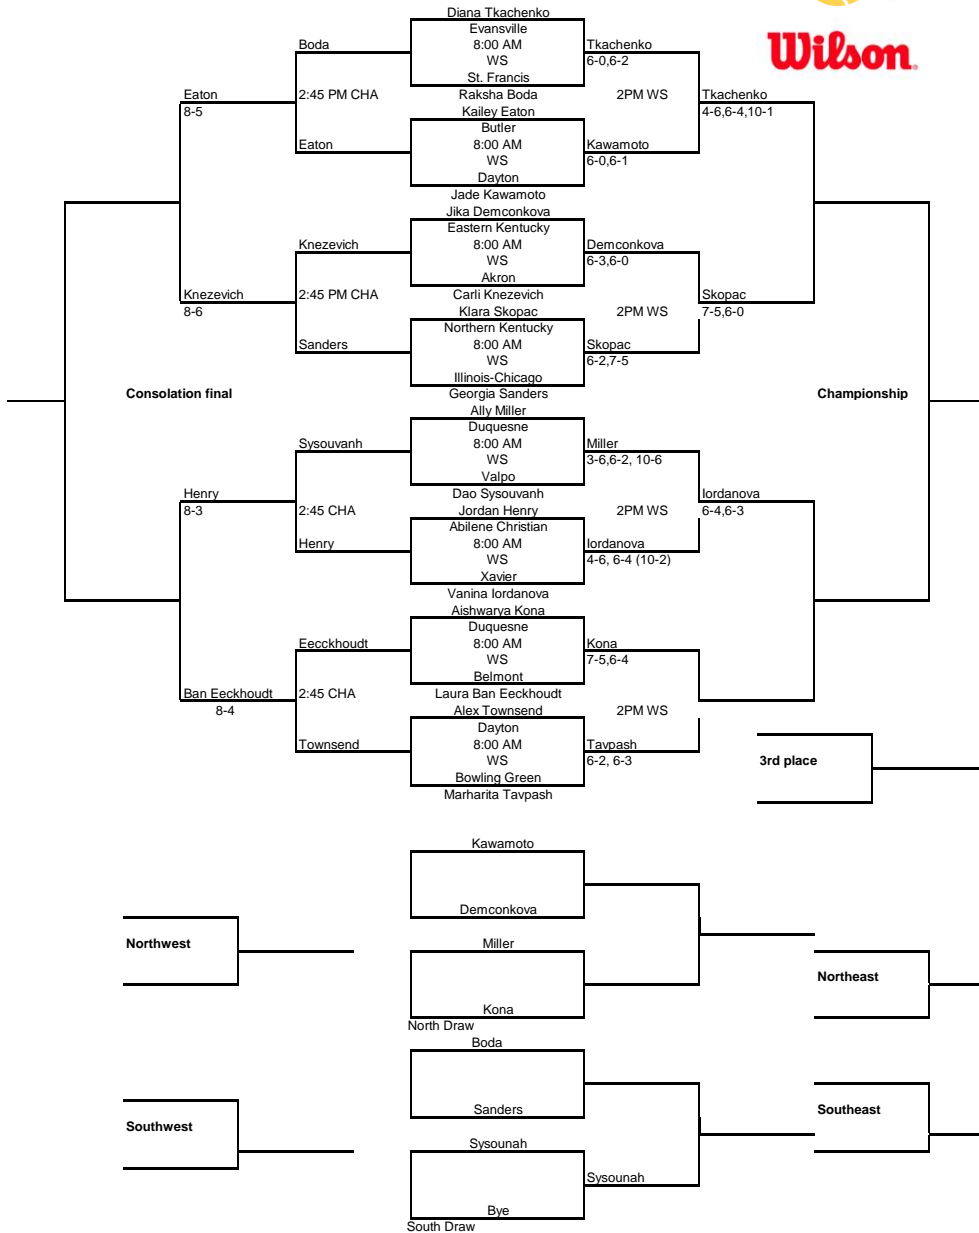 Diana Tkachenko
Evansville
Boda
8:00 AM
Tkachenko
WS
6-0,6-2
St. Francis
Wilson
Eaton
2:45 PM CHA
Raksha Boda
2PM WS
Tkachenko
8-5
Kailey Eaton
4-6,6-4,10-1
Butler
Eaton
8:00 AM
Kawamoto
WS
6-0,6-1
Dayton
Jade Kawamoto
Jika Demconkova
Eastern Kentucky
Knezevich
8:00 AM
Demconkova
WS
6-3,6-0
Akron
Knezevich
2:45 PM CHA
Carli Knezevich
Skopac
8-6
Klara Skopac
2PM WS
7-5,6-0
Northern Kentucky
Sanders
8:00 AM
Skopac
WS
6-2,7-5
Illinois-Chicago
Consolation final
Georgia Sanders
Championship
Ally Miller
Duquesne
Sysouvanh
8:00 AM
Miller
WS
3-6,6-2, 10-6
Valpo
Henry
Dao Sysouvanh
Iordanova
8-3
2:45 CHA
Jordan Henry
2PM WS
6-4,6-3
Abilene Christian
Henry
8:00 AM
Iordanova
WS
4-6, 6-4 (10-2)
Xavier
Vanina Iordanova
Aishwarya Kona
Duquesne
Eecckhoudt
8:00 AM
Kona
WS
7-5,6-4
Belmont
Ban Eeckhoudt
2:45 CHA
Laura Ban Eeckhoudt
8-4
Alex Townsend
2PM WS
Dayton
Townsend
8:00 AM
Tavpash
WS
6-2, 6-3
3rd place
Bowling Green
Marharita Tavpash
Kawamoto
Demconkova
Northwest
Miller
Northeast
Kona
North Draw
Boda
Sanders
Southeast
Southwest
Sysounah
Sysounah
Bye
South Draw